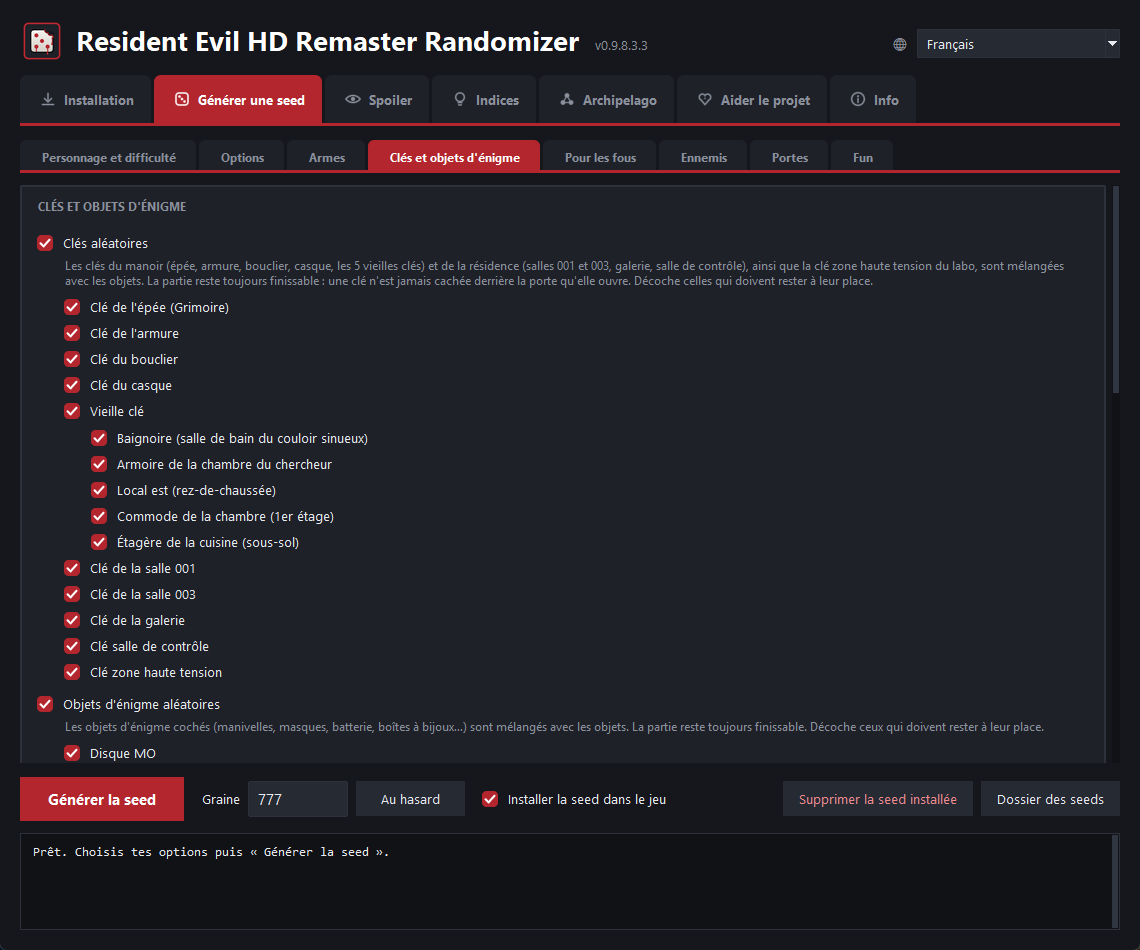 Resident Evil HD Remaster Randomizer v0.9.8.3.3
Français
Installation
Générer une seed
Spoiler
Indices
Archipelago
Aider le projet
Info
Personnage et difficulté
Options
Armes
Clés et objets d'énigme
Pour les fous
Ennemis
Portes
Fun
CLÉS ET OBJETS D'ÉNIGME
Clés aléatoires
Les clés du manoir (épée, armure, bouclier, casque, les 5 vieilles clés) et de la résidence (salles 001 et 003, galerie, salle de contrôle), ainsi que la clé zone haute tension du labo, sont mélangées
avec les objets. La partie reste toujours finissable : une clé n'est jamais cachée derrière la porte qu'elle ouvre. Décoche celles qui doivent rester à leur place.
Clé de l'épée (Grimoire)
Clé de l'armure
Clé du bouclier
Clé du casque
Vieille clé
Baignoire (salle de bain du couloir sinueux)
Armoire de la chambre du chercheur
Local est (rez-de-chaussée)
Commode de la chambre (1er étage)
Étagère de la cuisine (sous-sol)
Clé de la salle 001
Clé de la salle 003
Clé de la galerie
Clé salle de contrôle
Clé zone haute tension
Objets d'énigme aléatoires
Les objets d'énigme cochés (manivelles, masques, batterie, boîtes à bijoux...) sont mélangés avec les objets. La partie reste toujours finissable. Décoche ceux qui doivent rester à leur place.
Disque MO
Générer la seed
Graine
777
Au hasard
Installer la seed dans le jeu
Supprimer la seed installée
Dossier des seeds
Prêt. Choisis tes options puis « Générer la seed ».